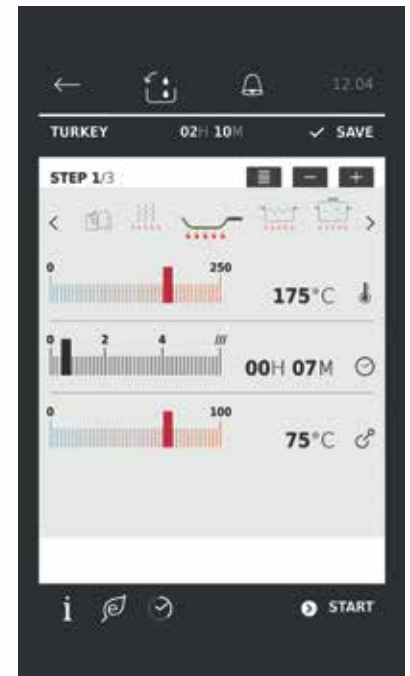 12.04
TURKEY 02H 10M SAVE
STEP 1/3
0 250
175°C
0 2 4 ///
00H 07M
0 100
75°C
i
START